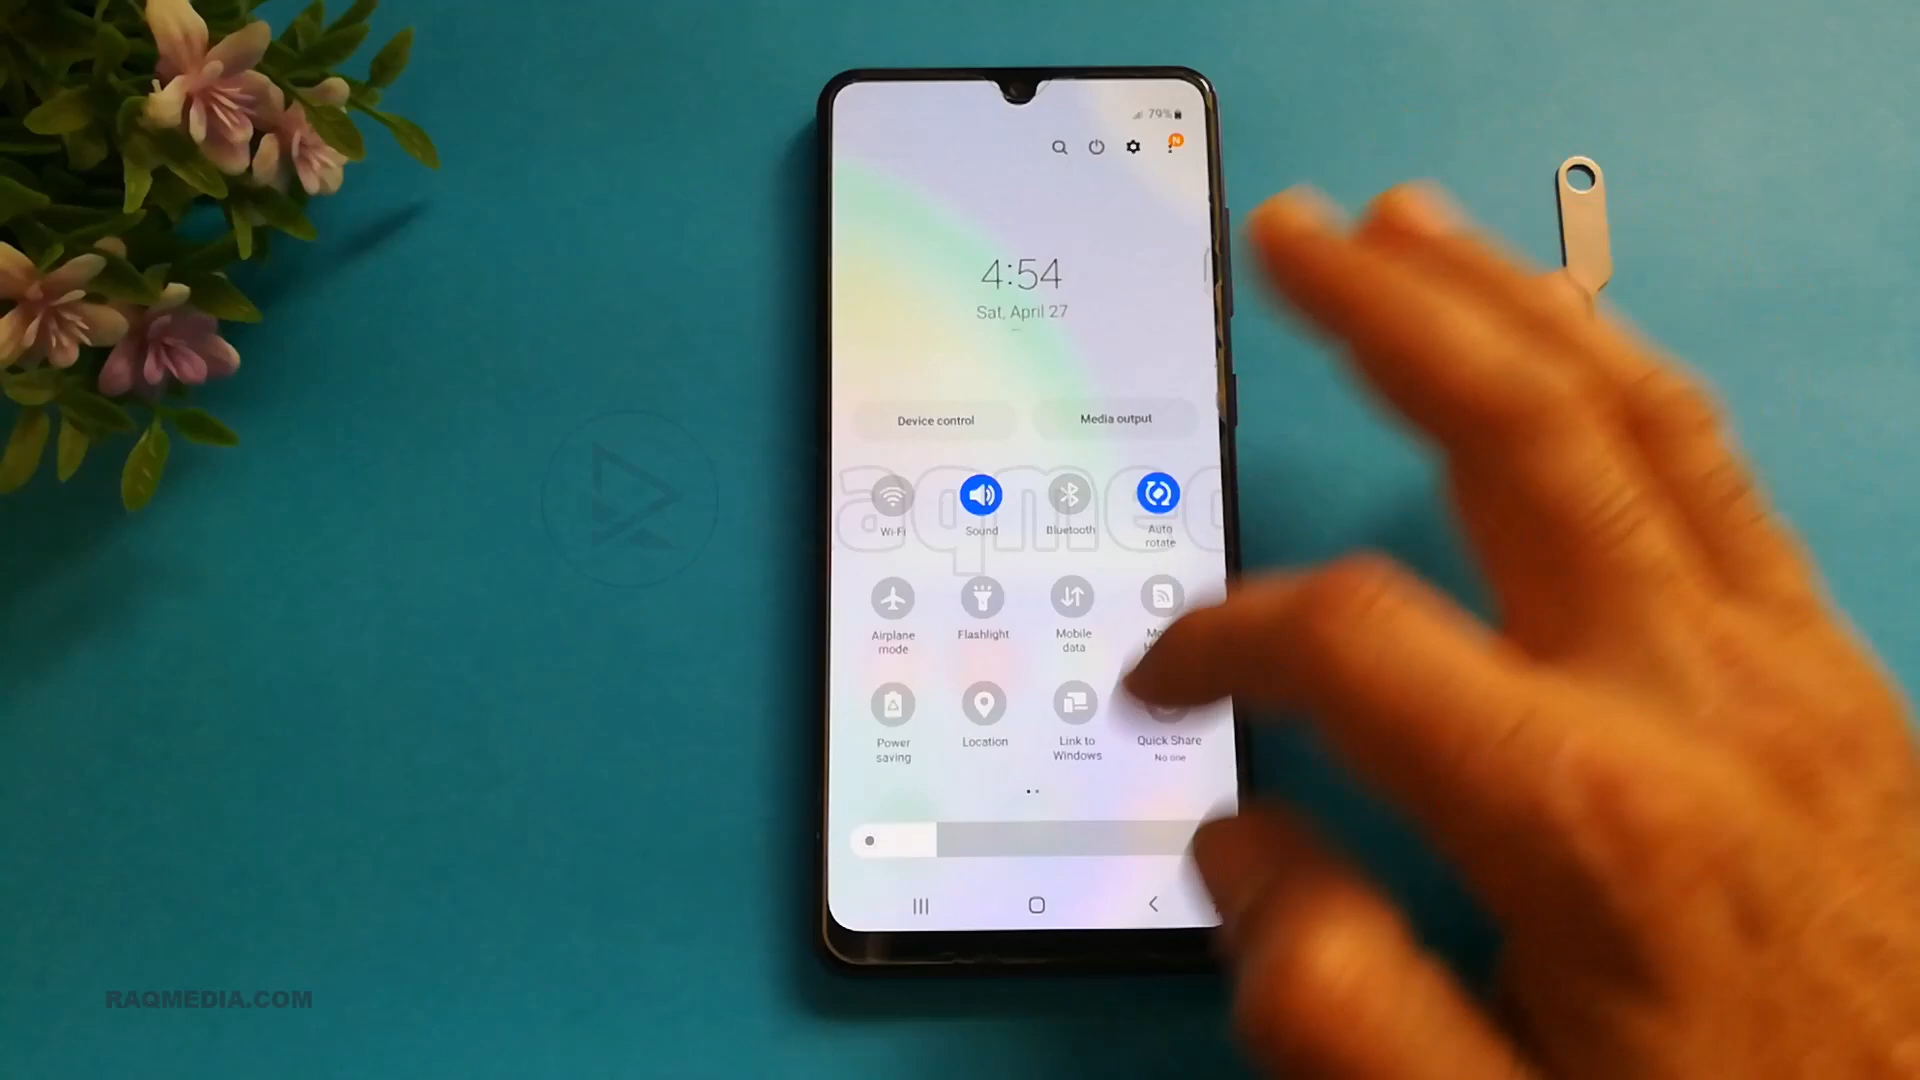 79%
N
4:54
Sat, April 27
Device control
Media output
Wi-Fi
Sound
Bluetooth
Auto
rotate
Airplane
mode
Flashlight
Mobile
data
Power
saving
Location
Link to
Windows
Quick Share
No one
RAQMEDIA.COM